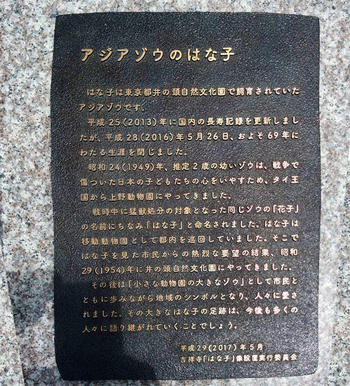 アジアゾウのはな子
はな子は東京都井の頭自然文化園で飼育されていた
アジアゾウです。
平成25(2013)年に国内の長寿記録を更新しまし
たが、平成28(2016)年5月26日、およそ69年に
わたる生涯を閉じました。
昭和24(1949)年、推定2歳の幼いゾウは、戦争で
傷ついた日本の子どもたちの心をいやすため、タイ王
国から上野動物園にやってきました。
戦時中に猛獣処分の対象となった同じゾウの「花子」
の名前にちなみ「はな子」と命名されました。はな子は
移動動物園として都内を巡回していました。そこで
はな子を見た市民からの熱烈な要望の結果、昭和
29(1954)年に井の頭自然文化園にやってきました。
その後は「小さな動物園の大きなゾウ」として市民と
ともに歩みながら地域のシンボルとなり、人々に愛さ
れました。その大きなはな子の足跡は、今後も多くの
人々に語り継がれていくことでしょう。
平成29(2017)年5月
吉祥寺「はな子」像設置実行委員会